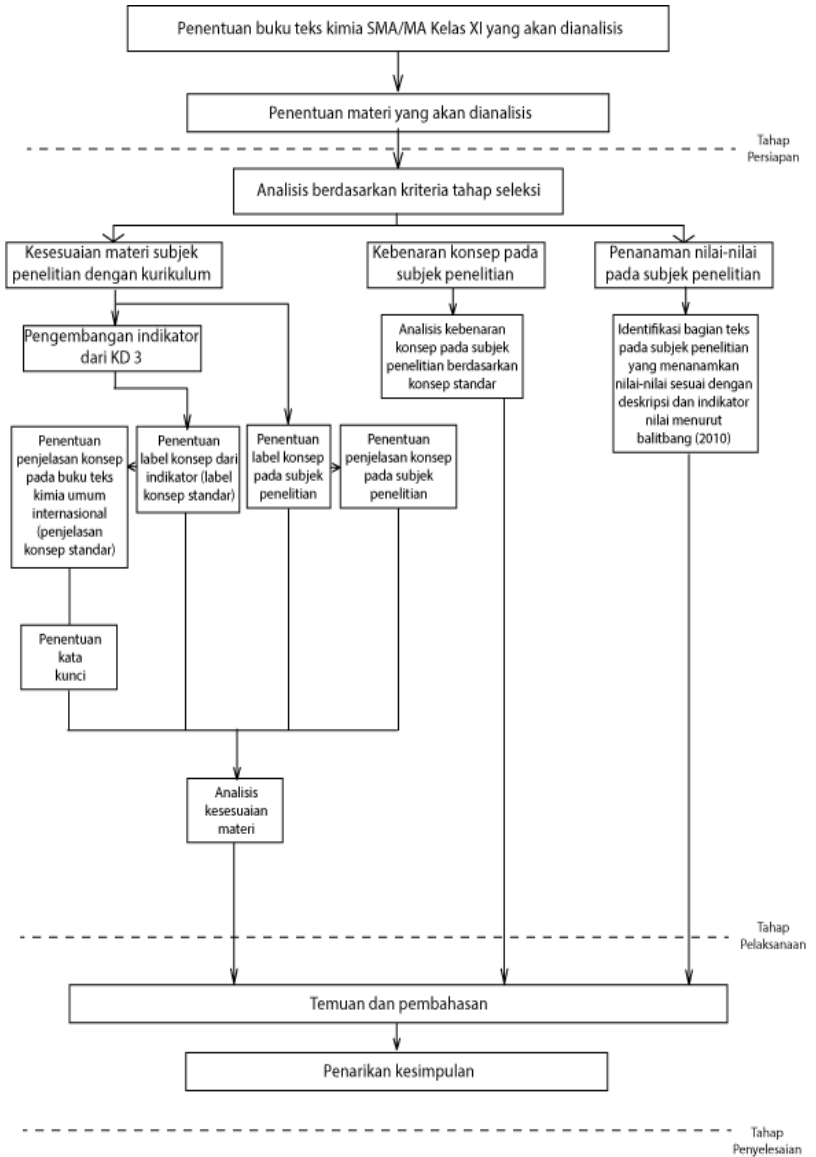 Penentuan buku teks kimia SMA/MA Kelas XI yang akan dianalisis
Penentuan materi yang akan dianalisis
Tahap
Persiapan
Analisis berdasarkan kriteria tahap seleksi
Kesesuaian materi subjek
penelitian dengan kurikulum
Kebenaran konsep pada
subjek penelitian
Penanaman nilai-nilai
pada subjek penelitian
Pengembangan indikator
dari KD 3
Analisis kebenaran
konsep pada subjek
penelitian berdasarkan
konsep standar
Identifikasi bagian teks
pada subjek penelitian
yang menanamkan
nilai-nilai sesuai dengan
deskripsi dan indikator
nilai menurut
balitbang (2010)
Penentuan
penjelasan konsep
pada buku teks
kimia umum
internasional
(penjelasan
konsep standar)
Penentuan
label konsep dari
indikator (label
konsep standar)
Penentuan
label konsep
pada subjek
penelitian
Penentuan
penjelasan konsep
pada subjek
penelitian
Penentuan
kata
kunci
Analisis
kesesuaian
materi
Tahap
Pelaksanaan
Temuan dan pembahasan
Penarikan kesimpulan
Tahap
Penyelesaian